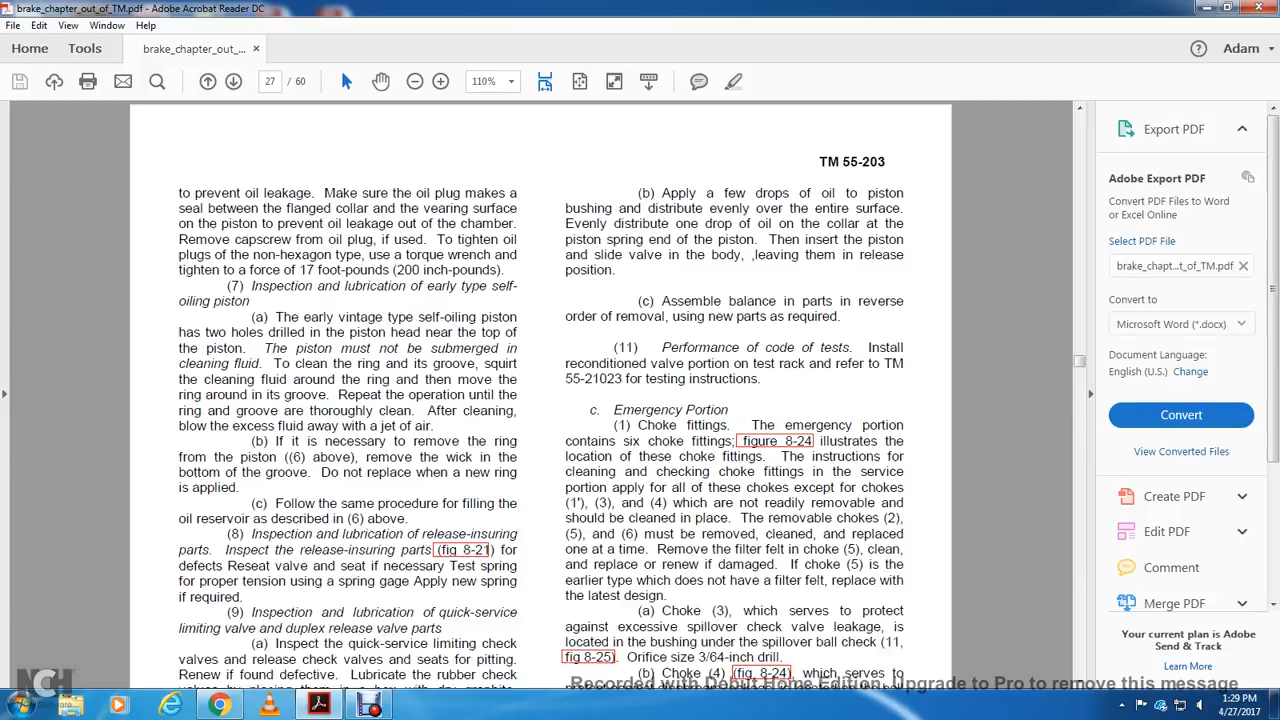 brake_chapter_out_of_TM.pdf - Adobe Acrobat Reader DC
File Edit View Window Help
Home Tools brake_chapter_out_... × Adam
27 / 60 110%
TM 55-203
to prevent oil leakage. Make sure the oil plug makes a
seal between the flanged collar and the vearing surface
on the piston to prevent oil leakage out of the chamber.
Remove capscrew from oil plug, if used. To tighten oil
plugs of the non-hexagon type, use a torque wrench and
tighten to a force of 17 foot-pounds (200 inch-pounds).
(7) Inspection and lubrication of early type self-
oiling piston
(a) The early vintage type self-oiling piston
has two holes drilled in the piston head near the top of
the piston. The piston must not be submerged in
cleaning fluid. To clean the ring and its groove, squirt
the cleaning fluid around the ring and then move the
ring around in its groove. Repeat the operation until the
ring and groove are thoroughly clean. After cleaning,
blow the excess fluid away with a jet of air.
(b) If it is necessary to remove the ring
from the piston ((6) above), remove the wick in the
bottom of the groove. Do not replace when a new ring
is applied.
(c) Follow the same procedure for filling the
oil reservoir as described in (6) above.
(8) Inspection and lubrication of release-insuring
parts. Inspect the release-insuring parts (fig 8-21) for
defects Reseat valve and seat if necessary Test spring
for proper tension using a spring gage Apply new spring
if required.
(9) Inspection and lubrication of quick-service
limiting valve and duplex release valve parts
(a) Inspect the quick-service limiting check
valves and release check valves and seats for pitting.
Renew if found defective. Lubricate the rubber check
(b) Apply a few drops of oil to piston
bushing and distribute evenly over the entire surface.
Evenly distribute one drop of oil on the collar at the
piston spring end of the piston. Then insert the piston
and slide valve in the body, ,leaving them in release
position.
(c) Assemble balance in parts in reverse
order of removal, using new parts as required.
(11) Performance of code of tests. Install
reconditioned valve portion on test rack and refer to TM
55-21023 for testing instructions.
c. Emergency Portion
(1) Choke fittings. The emergency portion
contains six choke fittings; figure 8-24 illustrates the
location of these choke fittings. The instructions for
cleaning and checking choke fittings in the service
portion apply for all of these chokes except for chokes
(1'), (3), and (4) which are not readily removable and
should be cleaned in place. The removable chokes (2),
(5), and (6) must be removed, cleaned, and replaced
one at a time. Remove the filter felt in choke (5), clean,
and replace or renew if damaged. If choke (5) is the
earlier type which does not have a filter felt, replace with
the latest design.
(a) Choke (3), which serves to protect
against excessive spillover check valve leakage, is
located in the bushing under the spillover ball check (11,
fig 8-25). Orifice size 3/64-inch drill.
(b) Choke (4) (fig. 8-24), which serves to
Export PDF
Adobe Export PDF
Convert PDF Files to Word
or Excel Online
Select PDF File
brake_chapt...t_of_TM.pdf ×
Convert to
Microsoft Word (*.docx)
Document Language:
English (U.S.) Change
Convert
View Converted Files
Create PDF
Edit PDF
Comment
Merge PDF
Your current plan is Adobe
Send & Track
Learn More
NCH Software
Recorded with Debut Home Edition. Upgrade to Pro to remove this message
1:29 PM
4/27/2017